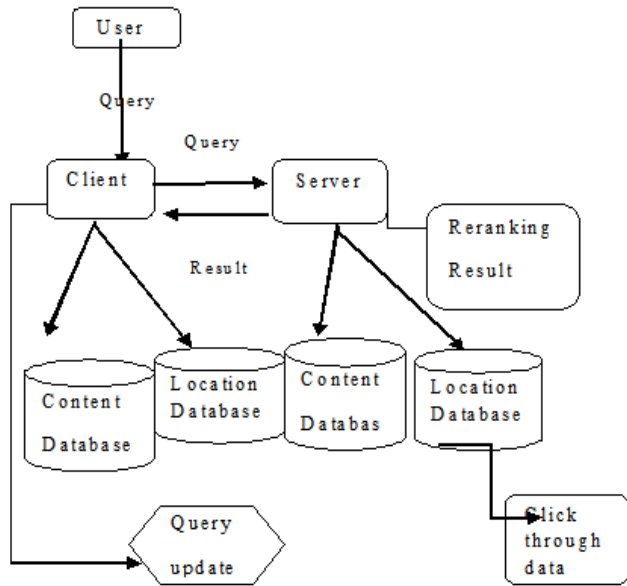 User
Query
Query
Client
Server
Reranking
Result
Result
Content
Database
Location
Database
Content
Databas
Location
Database
Query
update
Click
through
data